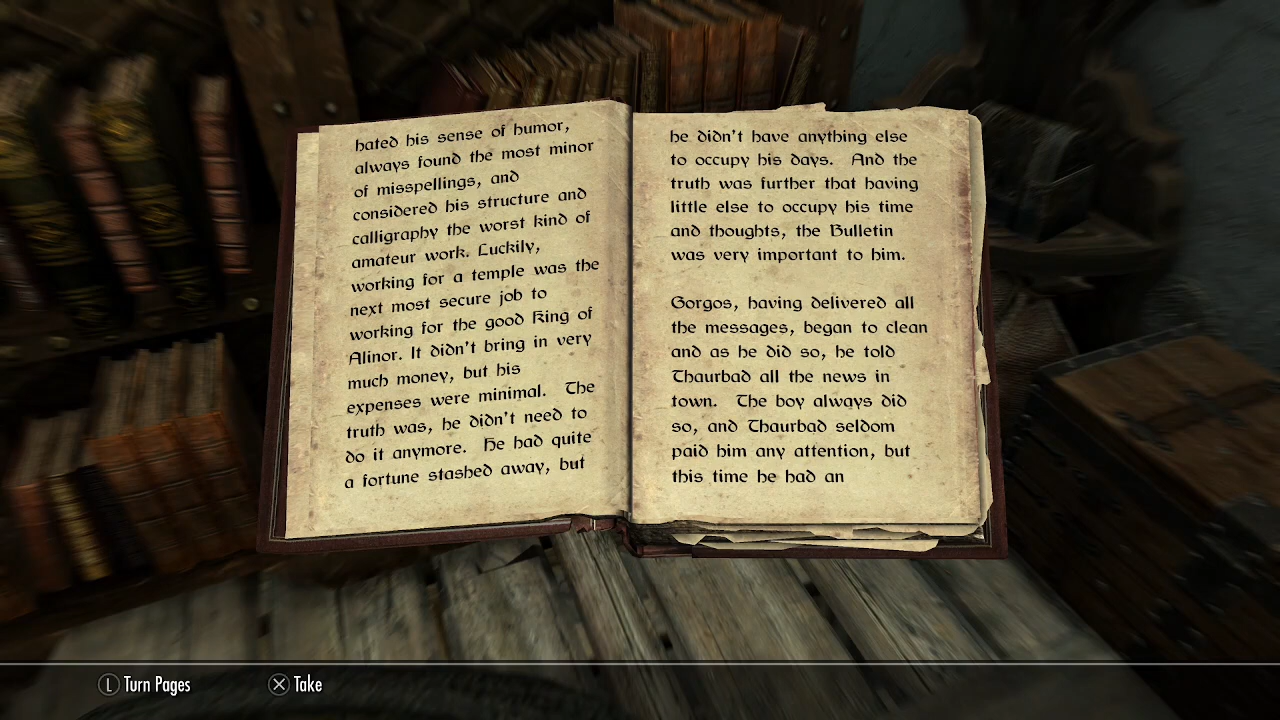 hated his sense of humor,
always found the most minor
of misspellings, and
considered his structure and
calligraphy the worst kind of
amateur work. Luckily,
working for a temple was the
next most secure job to
working for the good King of
Alinor. It didn't bring in very
much money, but his
expenses were minimal. The
truth was, he didn't need to
do it anymore. He had quite
a fortune stashed away, but
he didn't have anything else
to occupy his days. And the
truth was further that having
little else to occupy his time
and thoughts, the Bulletin
was very important to him.
Gorgos, having delivered all
the messages, began to clean
and as he did so, he told
Thaurbad all the news in
town. The boy always did
so, and Thaurbad seldom
paid him any attention, but
this time he had an
L Turn Pages
X Take